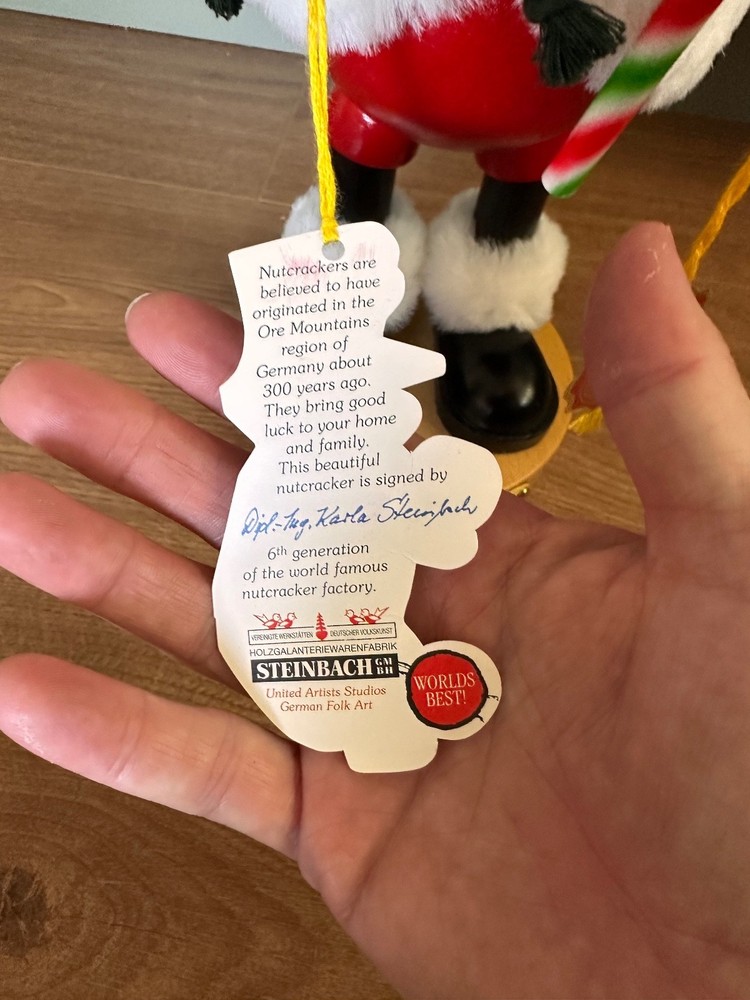 Nutcrackers are
believed to have
originated in the
Ore Mountains
region of
Germany about
300 years ago.
They bring good
luck to your home
and family.
This beautiful
nutcracker is signed by
Dipl.-Ing. Karla Steinbach
6th generation
of the world famous
nutcracker factory.
VEREINIGTE WERKSTÄTTEN DEUTSCHER VOLKSKUNST
HOLZGALANTERIEWARENFABRIK
STEINBACH GMBH
United Artists Studios
German Folk Art
WORLDS
BEST!